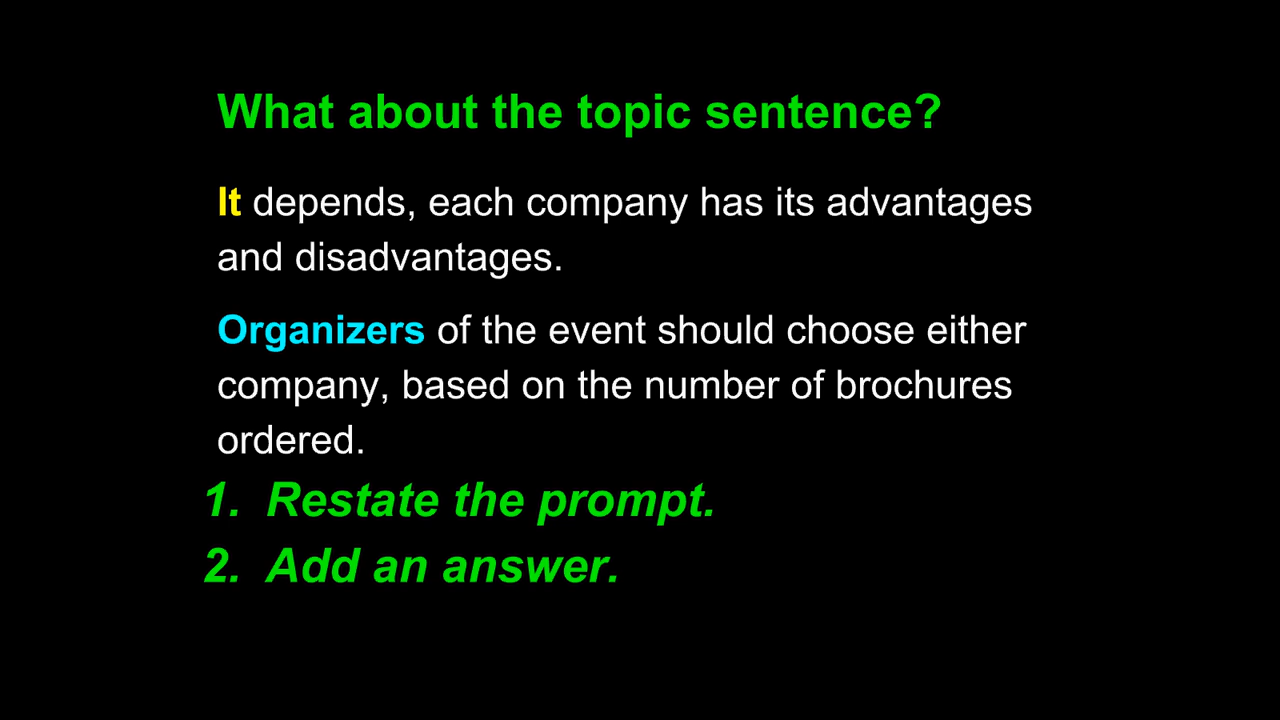 What about the topic sentence?
It depends, each company has its advantages
and disadvantages.
Organizers of the event should choose either
company, based on the number of brochures
ordered.
1. Restate the prompt.
2. Add an answer.